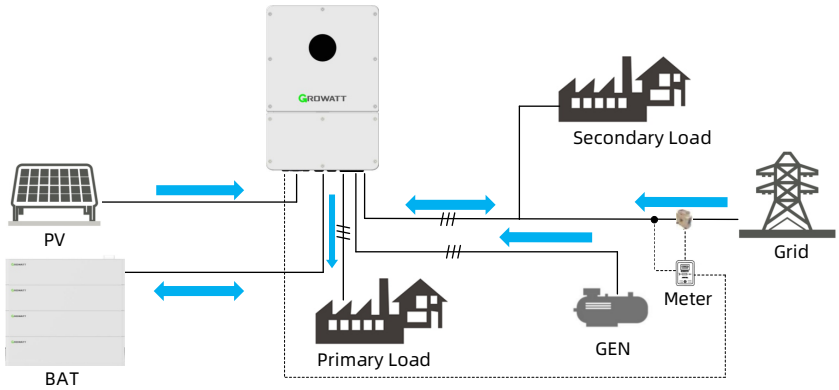 GROWATT
Secondary Load
PV
Grid
Meter
GEN
Primary Load
BAT